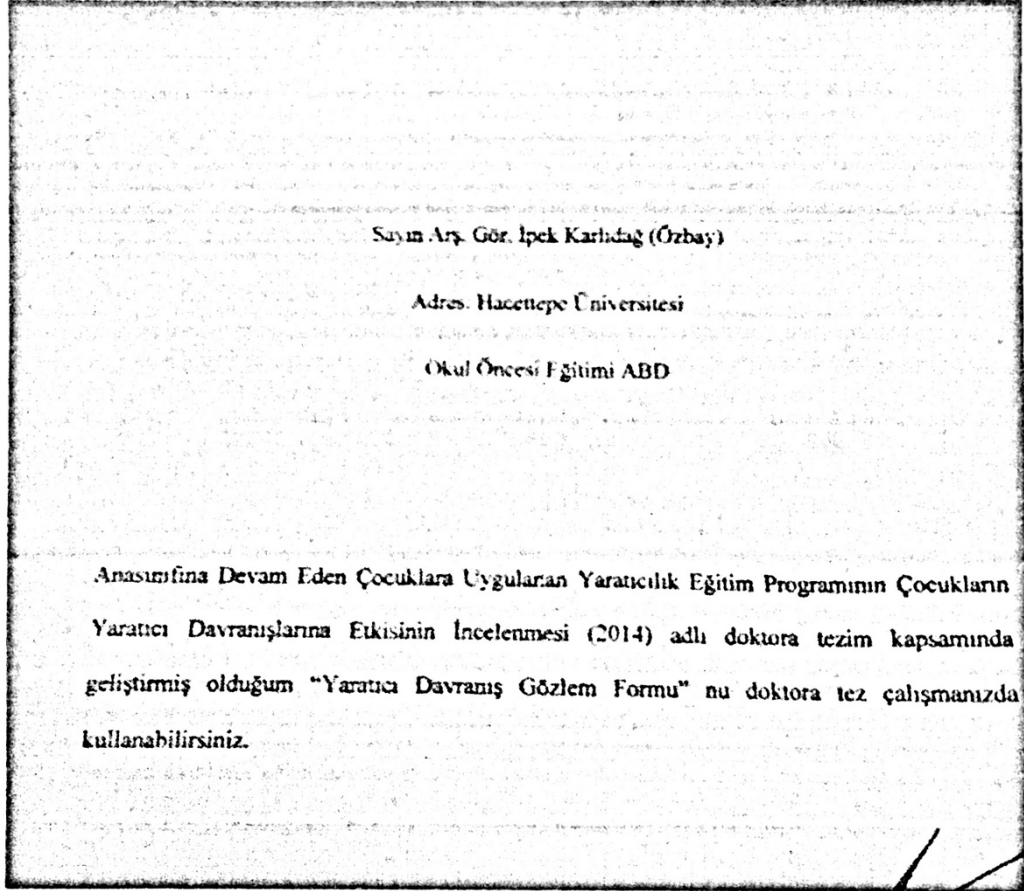 Sayın Arş. Gör. İpek Karlıdağ (Özbay)
Adres. Hacettepe Üniversitesi
Okul Öncesi Eğitimi ABD
Anasınıfına Devam Eden Çocuklara Uygulanan Yaratıcılık Eğitim Programının Çocukların
Yaratıcı Davranışlarına Etkisinin İncelenmesi (2014) adlı doktora tezim kapsamında
geliştirmiş olduğum "Yaratıcı Davranış Gözlem Formu" nu doktora tez çalışmanızda
kullanabilirsiniz.